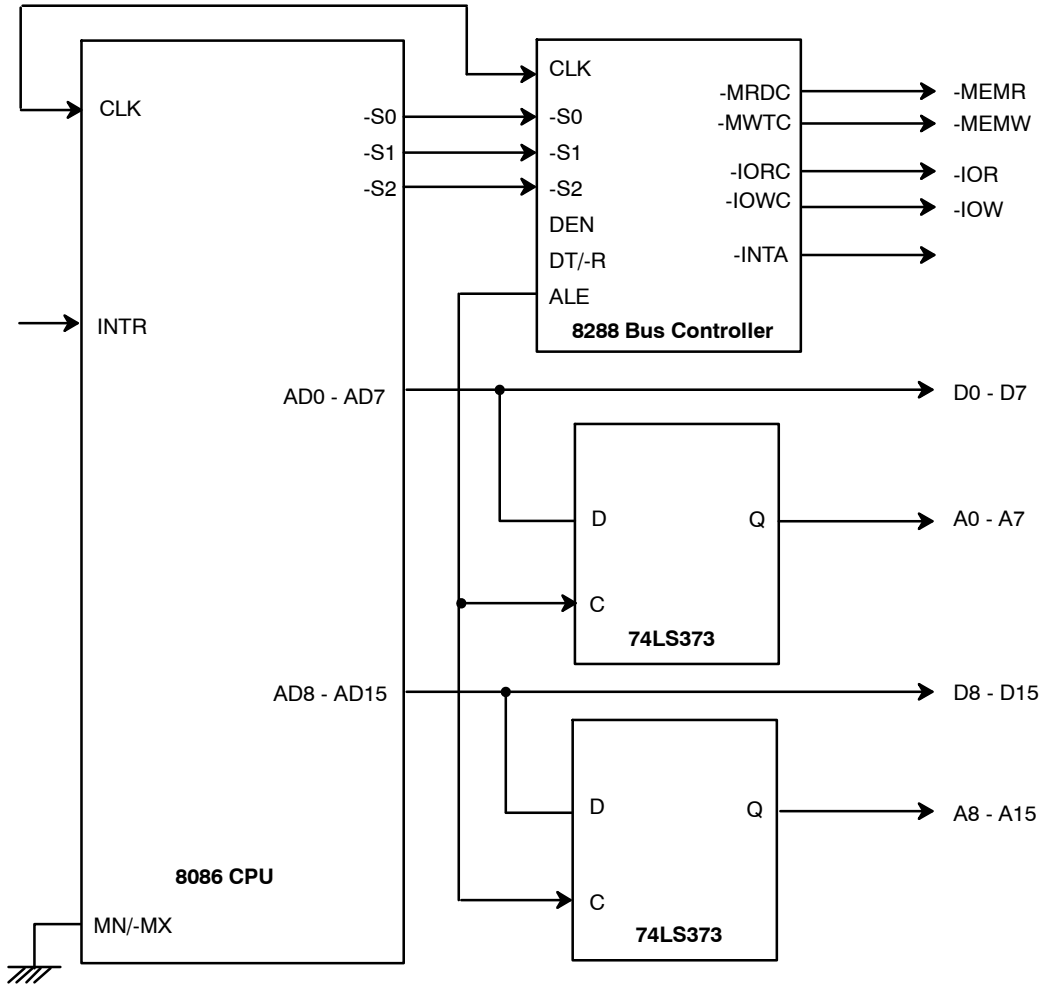 CLK
-S0
-S1
-S2
INTR
AD0 - AD7
AD8 - AD15
8086 CPU
MN/-MX
CLK
-S0
-S1
-S2
DEN
DT/-R
ALE
-MRDC
-MWTC
-IORC
-IOWC
-INTA
8288 Bus Controller
-MEMR
-MEMW
-IOR
-IOW
D0 - D7
D
Q
C
74LS373
A0 - A7
D8 - D15
D
Q
C
74LS373
A8 - A15